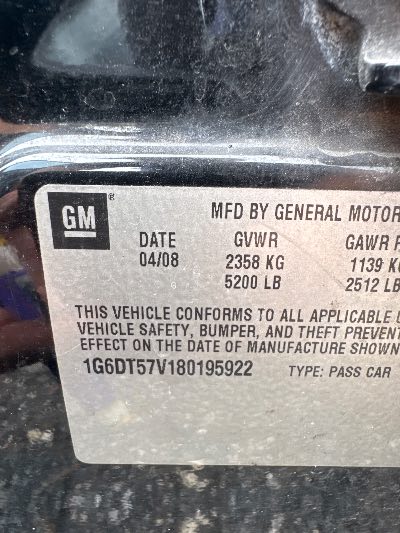 GM®
MFD BY GENERAL MOTOR
DATE GVWR GAWR
04/08 2358 KG 1139
5200 LB 2512 LB
THIS VEHICLE CONFORMS TO ALL APPLICABLE
VEHICLE SAFETY, BUMPER, AND THEFT PREVENT
EFFECT ON THE DATE OF MANUFACTURE SHOWN
1G6DT57V180195922 TYPE: PASS CAR